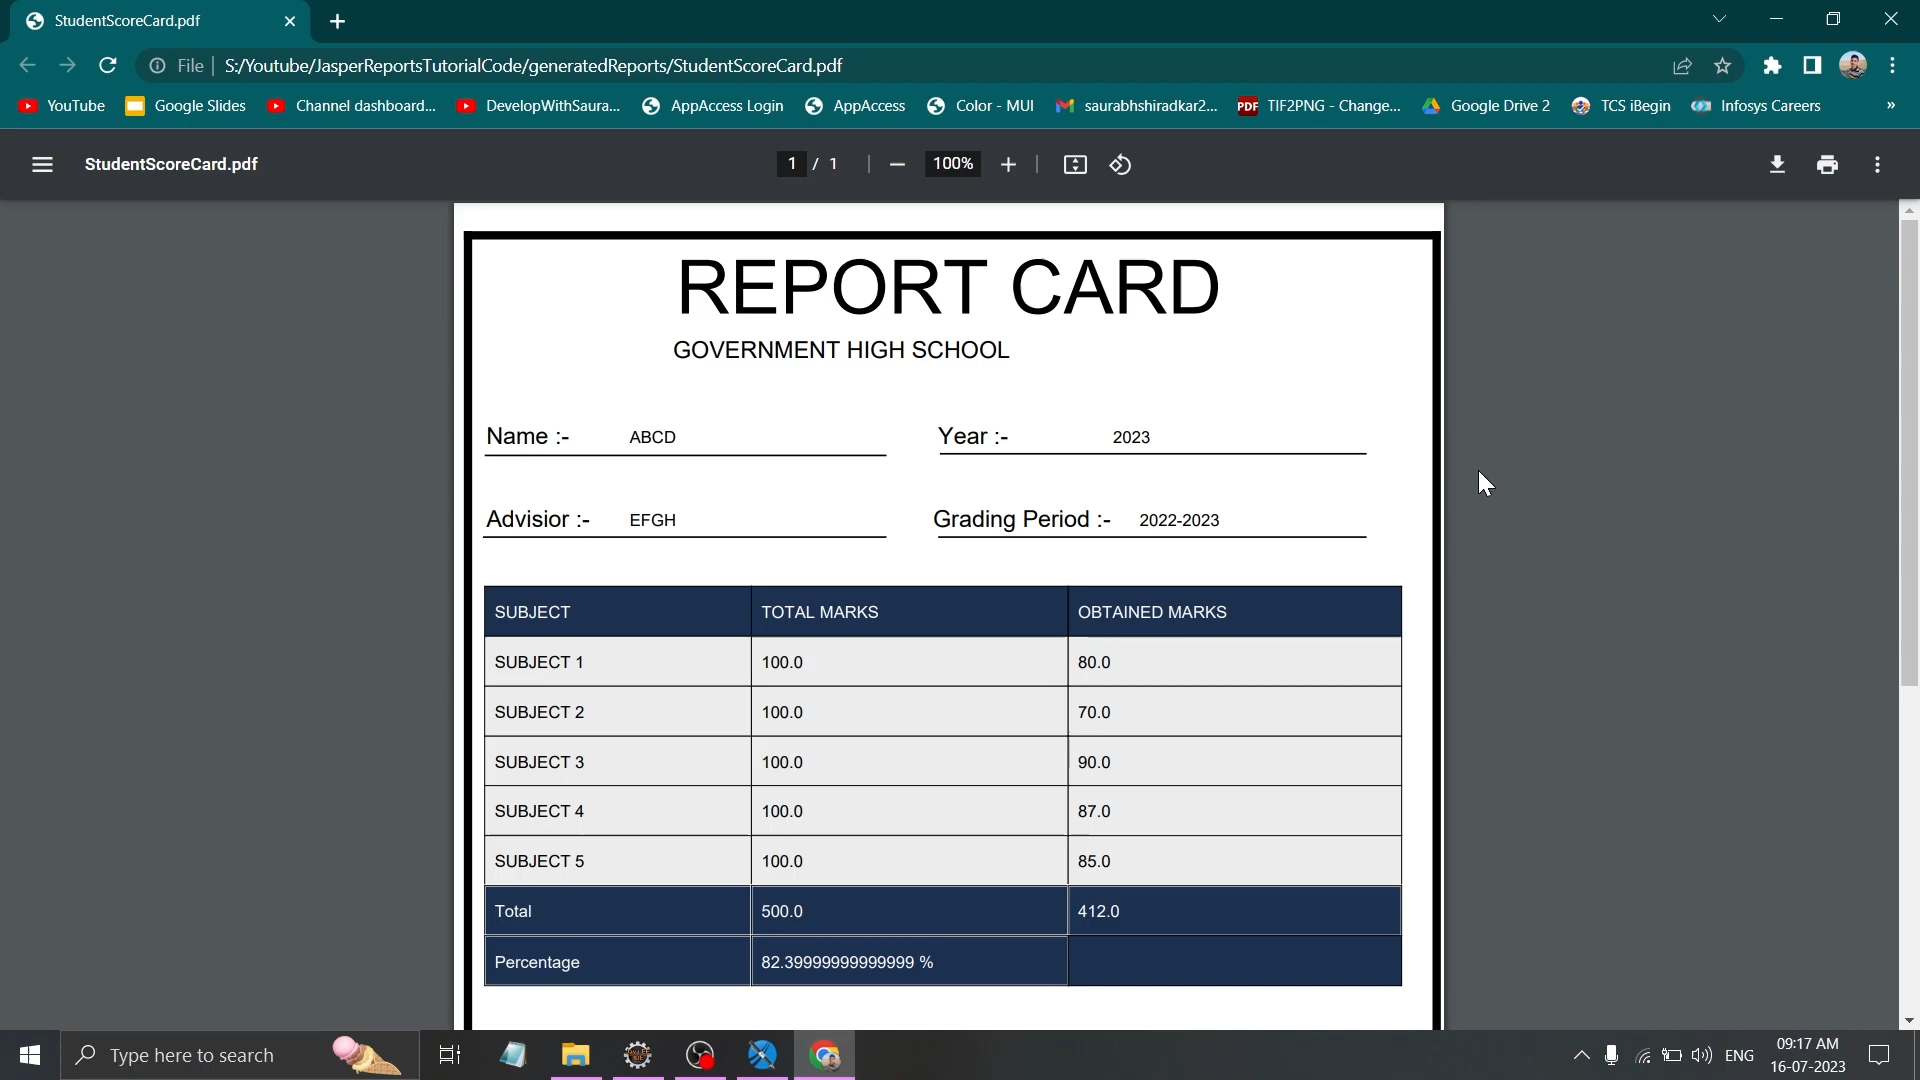 StudentScoreCard.pdf
File | S:/Youtube/JasperReportsTutorialCode/generatedReports/StudentScoreCard.pdf
YouTube Google Slides Channel dashboard... DevelopWithSaura... AppAccess Login AppAccess Color - MUI saurabhshiradkar2... PDF TIF2PNG - Change... Google Drive 2 TCS iBegin Infosys Careers »
StudentScoreCard.pdf 1 / 1 100%
REPORT CARD
GOVERNMENT HIGH SCHOOL
Name :- ABCD Year :- 2023
Advisior :- EFGH Grading Period :- 2022-2023
SUBJECT TOTAL MARKS OBTAINED MARKS
SUBJECT 1 100.0 80.0
SUBJECT 2 100.0 70.0
SUBJECT 3 100.0 90.0
SUBJECT 4 100.0 87.0
SUBJECT 5 100.0 85.0
Total 500.0 412.0
Percentage 82.39999999999999 %
Type here to search ENG 09:17 AM
16-07-2023